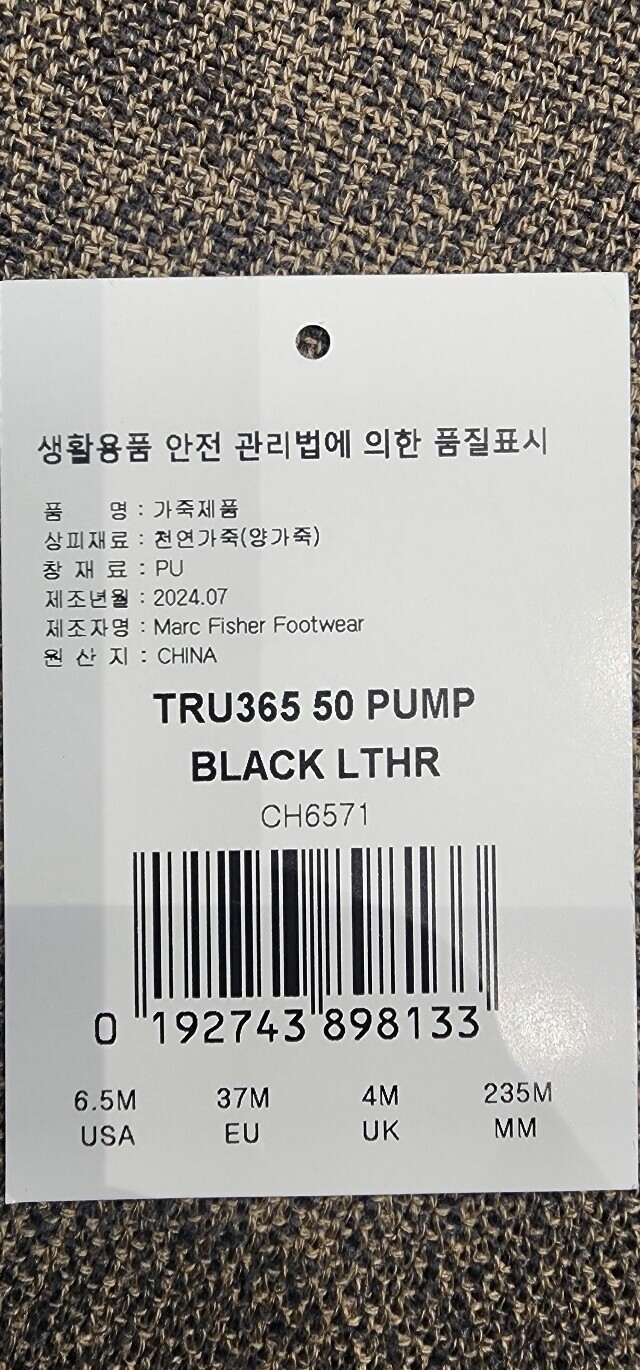 생활용품 안전 관리법에 의한 품질표시
품 명 : 가죽제품
상피재료 : 천연가죽(양가죽)
창 재 료 : PU
제조년월 : 2024.07
제조자명 : Marc Fisher Footwear
원 산 지 : CHINA
TRU365 50 PUMP
BLACK LTHR
CH6571
0 192743 898133
6.5M 37M 4M 235M
USA EU UK MM